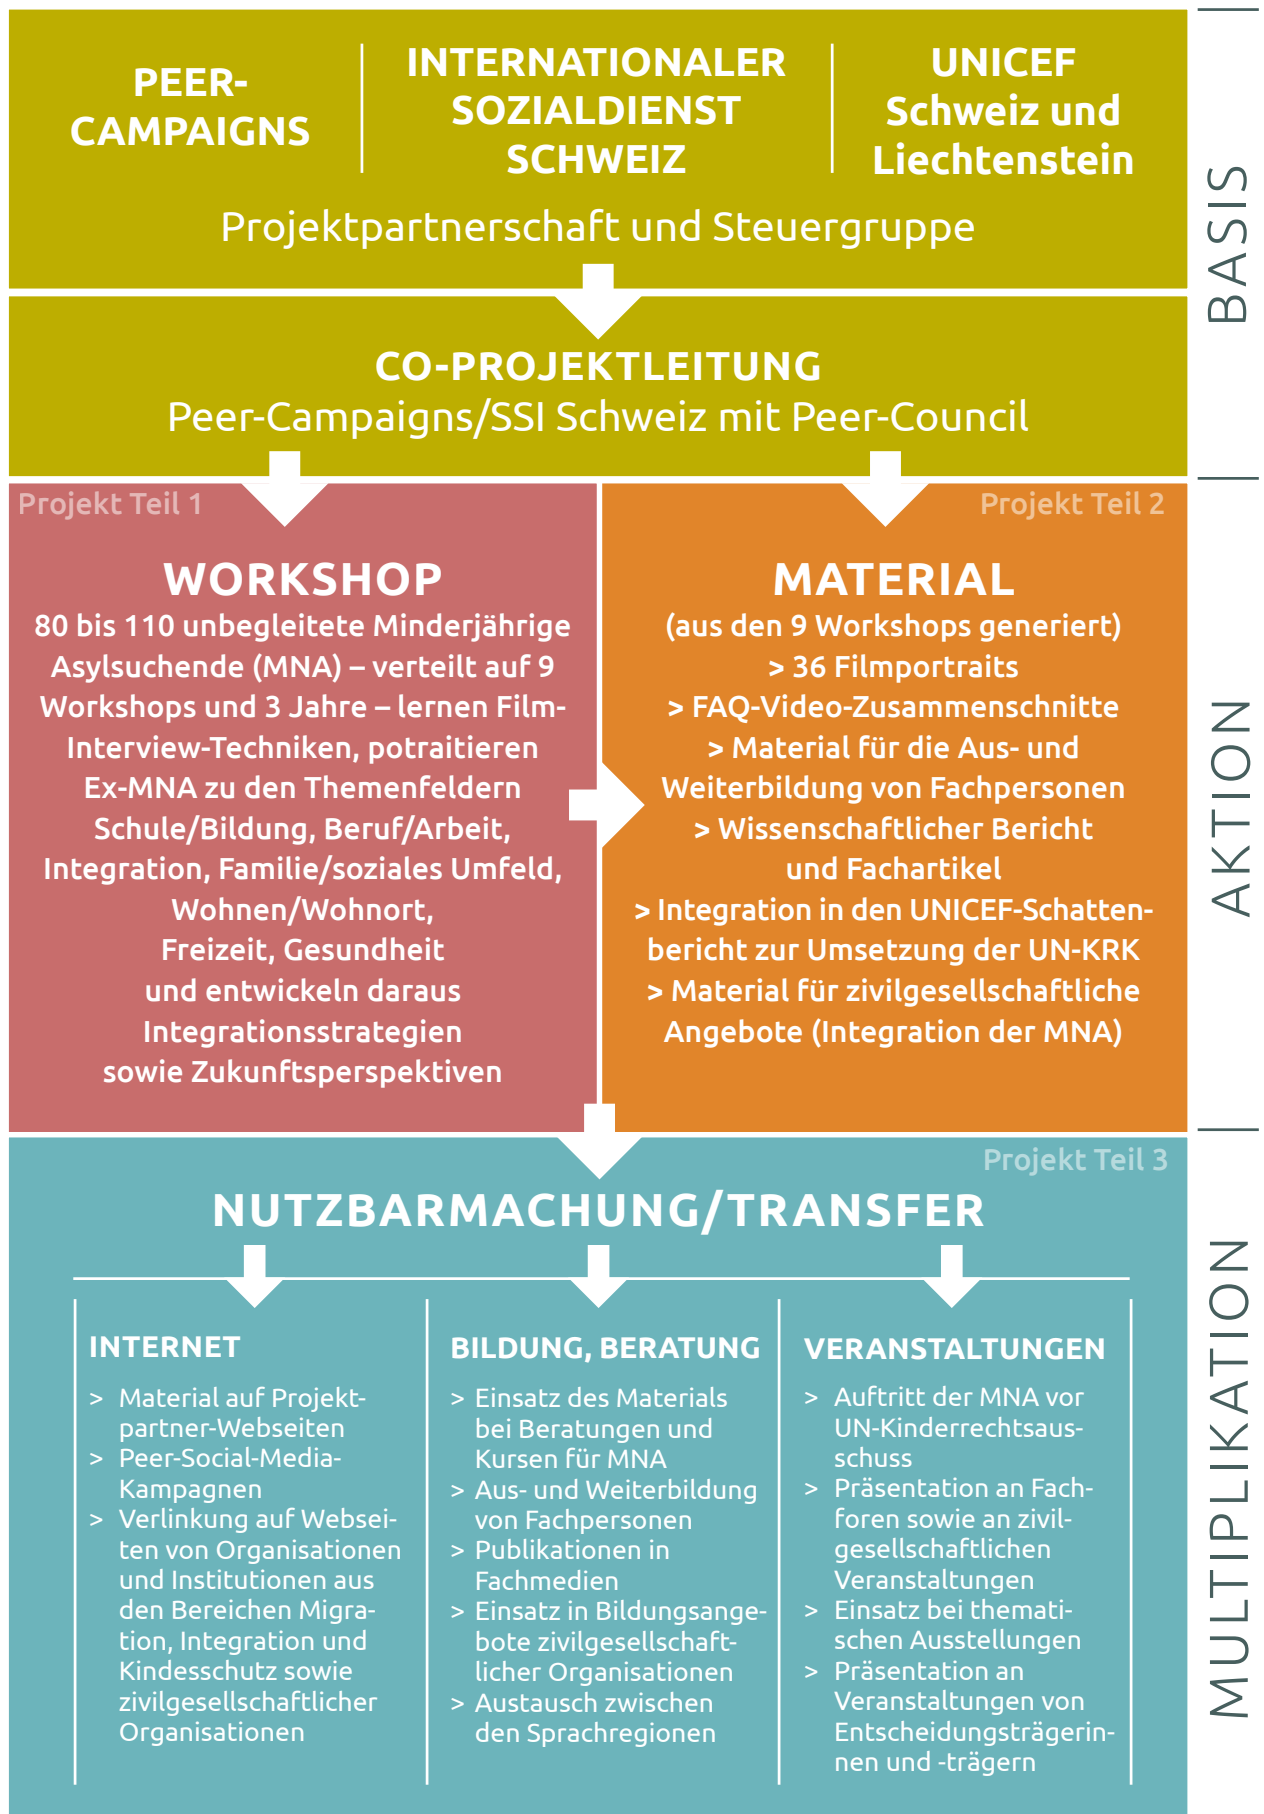 PEER-
CAMPAIGNS
INTERNATIONALER
SOZIALDIENST
SCHWEIZ
UNICEF
Schweiz und
Liechtenstein
Projektpartnerschaft und Steuergruppe
BASIS
CO-PROJEKTLEITUNG
Peer-Campaigns/SSI Schweiz mit Peer-Council
Projekt Teil 1
WORKSHOP
80 bis 110 unbegleitete Minderjährige
Asylsuchende (MNA) – verteilt auf 9
Workshops und 3 Jahre – lernen Film-
Interview-Techniken, potraitieren
Ex-MNA zu den Themenfeldern
Schule/Bildung, Beruf/Arbeit,
Integration, Familie/soziales Umfeld,
Wohnen/Wohnort,
Freizeit, Gesundheit
und entwickeln daraus
Integrationsstrategien
sowie Zukunftsperspektiven
Projekt Teil 2
MATERIAL
(aus den 9 Workshops generiert)
> 36 Filmportraits
> FAQ-Video-Zusammenschnitte
> Material für die Aus- und
Weiterbildung von Fachpersonen
> Wissenschaftlicher Bericht
und Fachartikel
> Integration in den UNICEF-Schatten-
bericht zur Umsetzung der UN-KRK
> Material für zivilgesellschaftliche
Angebote (Integration der MNA)
AKTION
Projekt Teil 3
NUTZBARMACHUNG/TRANSFER
INTERNET
> Material auf Projekt-
partner-Webseiten
> Peer-Social-Media-
Kampagnen
> Verlinkung auf Websei-
ten von Organisationen
und Institutionen aus
den Bereichen Migra-
tion, Integration und
Kindesschutz sowie
zivilgesellschaftlicher
Organisationen
BILDUNG, BERATUNG
> Einsatz des Materials
bei Beratungen und
Kursen für MNA
> Aus- und Weiterbildung
von Fachpersonen
> Publikationen in
Fachmedien
> Einsatz in Bildungsange-
bote zivilgesellschaft-
licher Organisationen
> Austausch zwischen
den Sprachregionen
VERANSTALTUNGEN
> Auftritt der MNA vor
UN-Kinderrechtsaus-
schuss
> Präsentation an Fach-
foren sowie an zivil-
gesellschaftlichen
Veranstaltungen
> Einsatz bei themati-
schen Ausstellungen
> Präsentation an
Veranstaltungen von
Entscheidungsträgerin-
nen und -trägern
MULTIPLIKATION